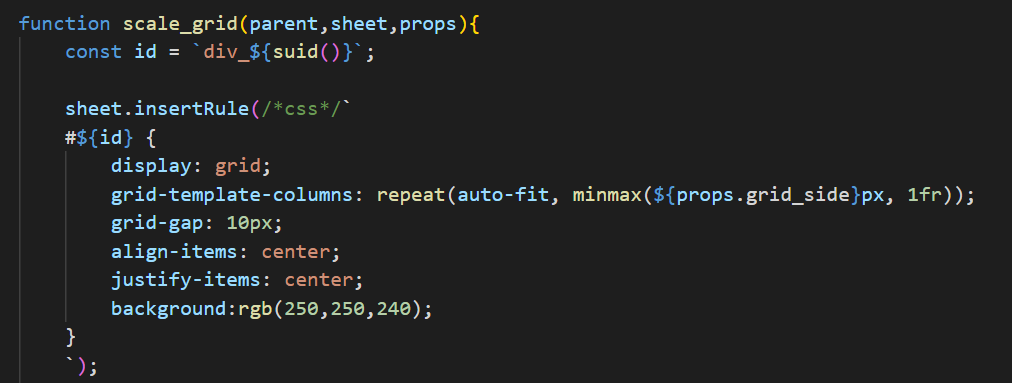 function scale_grid(parent,sheet,props){
    const id = `div_${suid()}`;

    sheet.insertRule(/*css*/`
    #${id} {
        display: grid;
        grid-template-columns: repeat(auto-fit, minmax(${props.grid_side}px, 1fr));
        grid-gap: 10px;
        align-items: center;
        justify-items: center;
        background:rgb(250,250,240);
    }
    `);